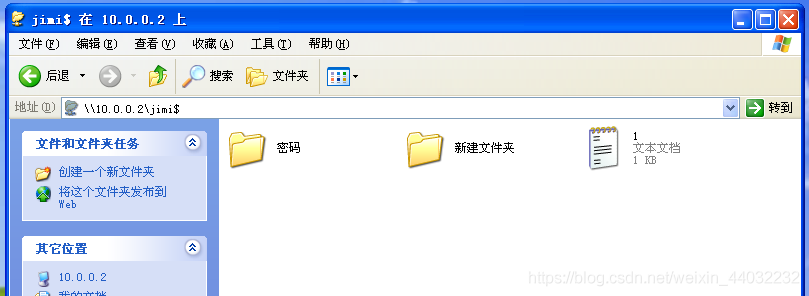 jimi$ 在 10.0.0.2 上
文件(F) 编辑(E) 查看(V) 收藏(A) 工具(T) 帮助(H)
后退 搜索 文件夹
地址(D) \\10.0.0.2\jimi$ 转到
文件和文件夹任务
创建一个新文件夹
将这个文件夹发布到
Web
其它位置
10.0.0.2
我的文档
密码
新建文件夹
1
文本文档
1 KB
https://blog.csdn.net/weixin_44032232